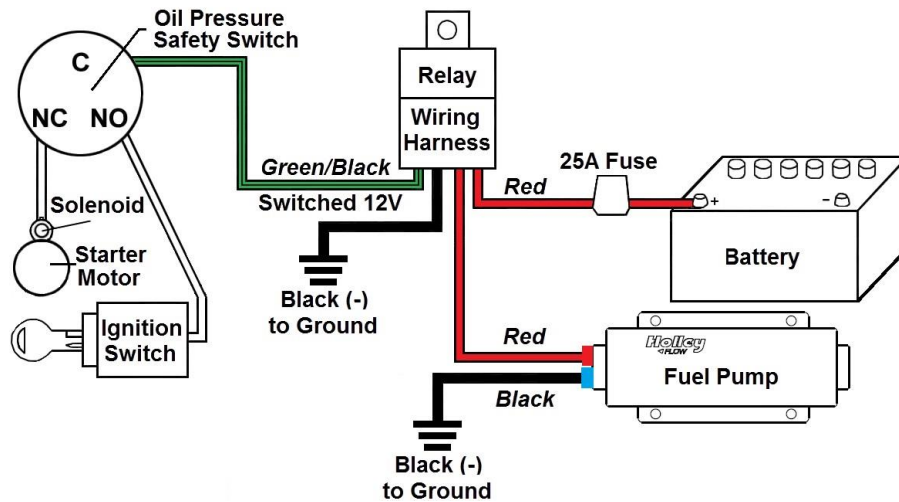 Oil Pressure
Safety Switch
C
NC NO
Solenoid
Starter
Motor
Ignition
Switch
Green/Black
Switched 12V
Relay
Wiring
Harness
Black (-)
to Ground
Red
25A Fuse
+ -
Battery
Red
Black
Black (-)
to Ground
Holley
FLOW
Fuel Pump